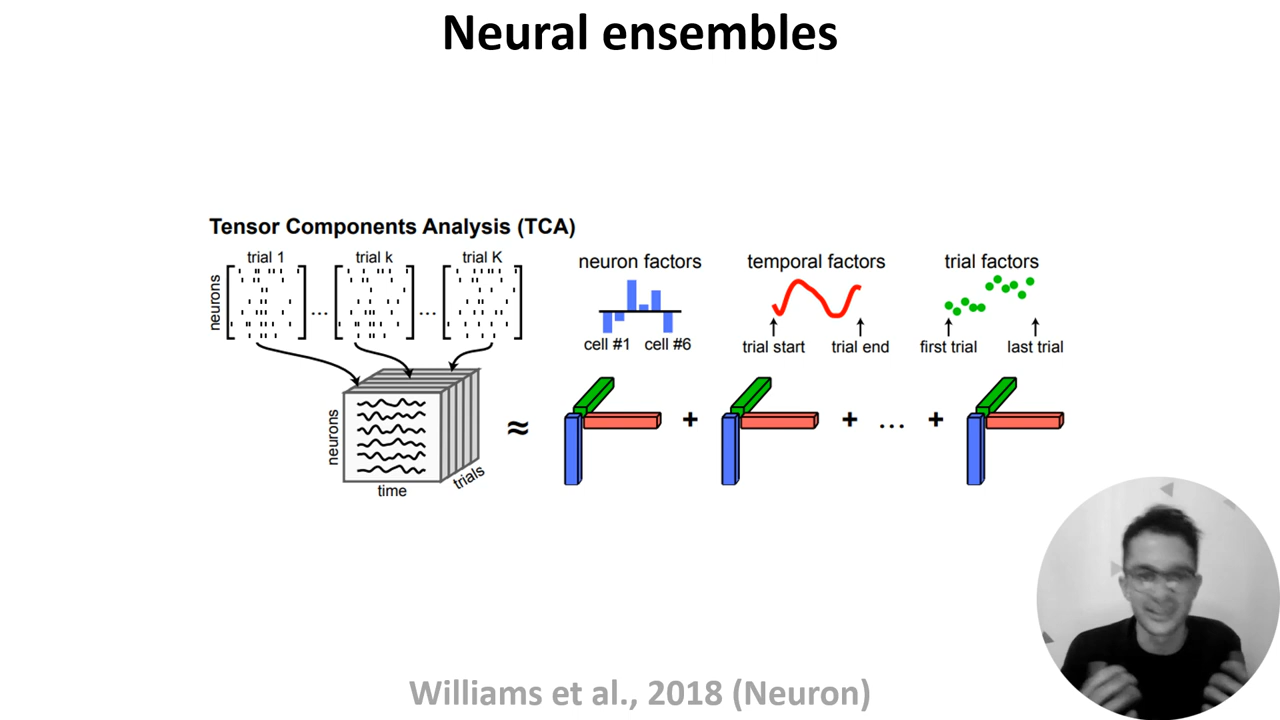 Neural ensembles
Tensor Components Analysis (TCA)
trial 1 trial k trial K
neurons
... ...
neuron factors temporal factors trial factors
cell #1 cell #6 trial start trial end first trial last trial
neurons
time
trials
≈ + + ... +
Williams et al., 2018 (Neuron)